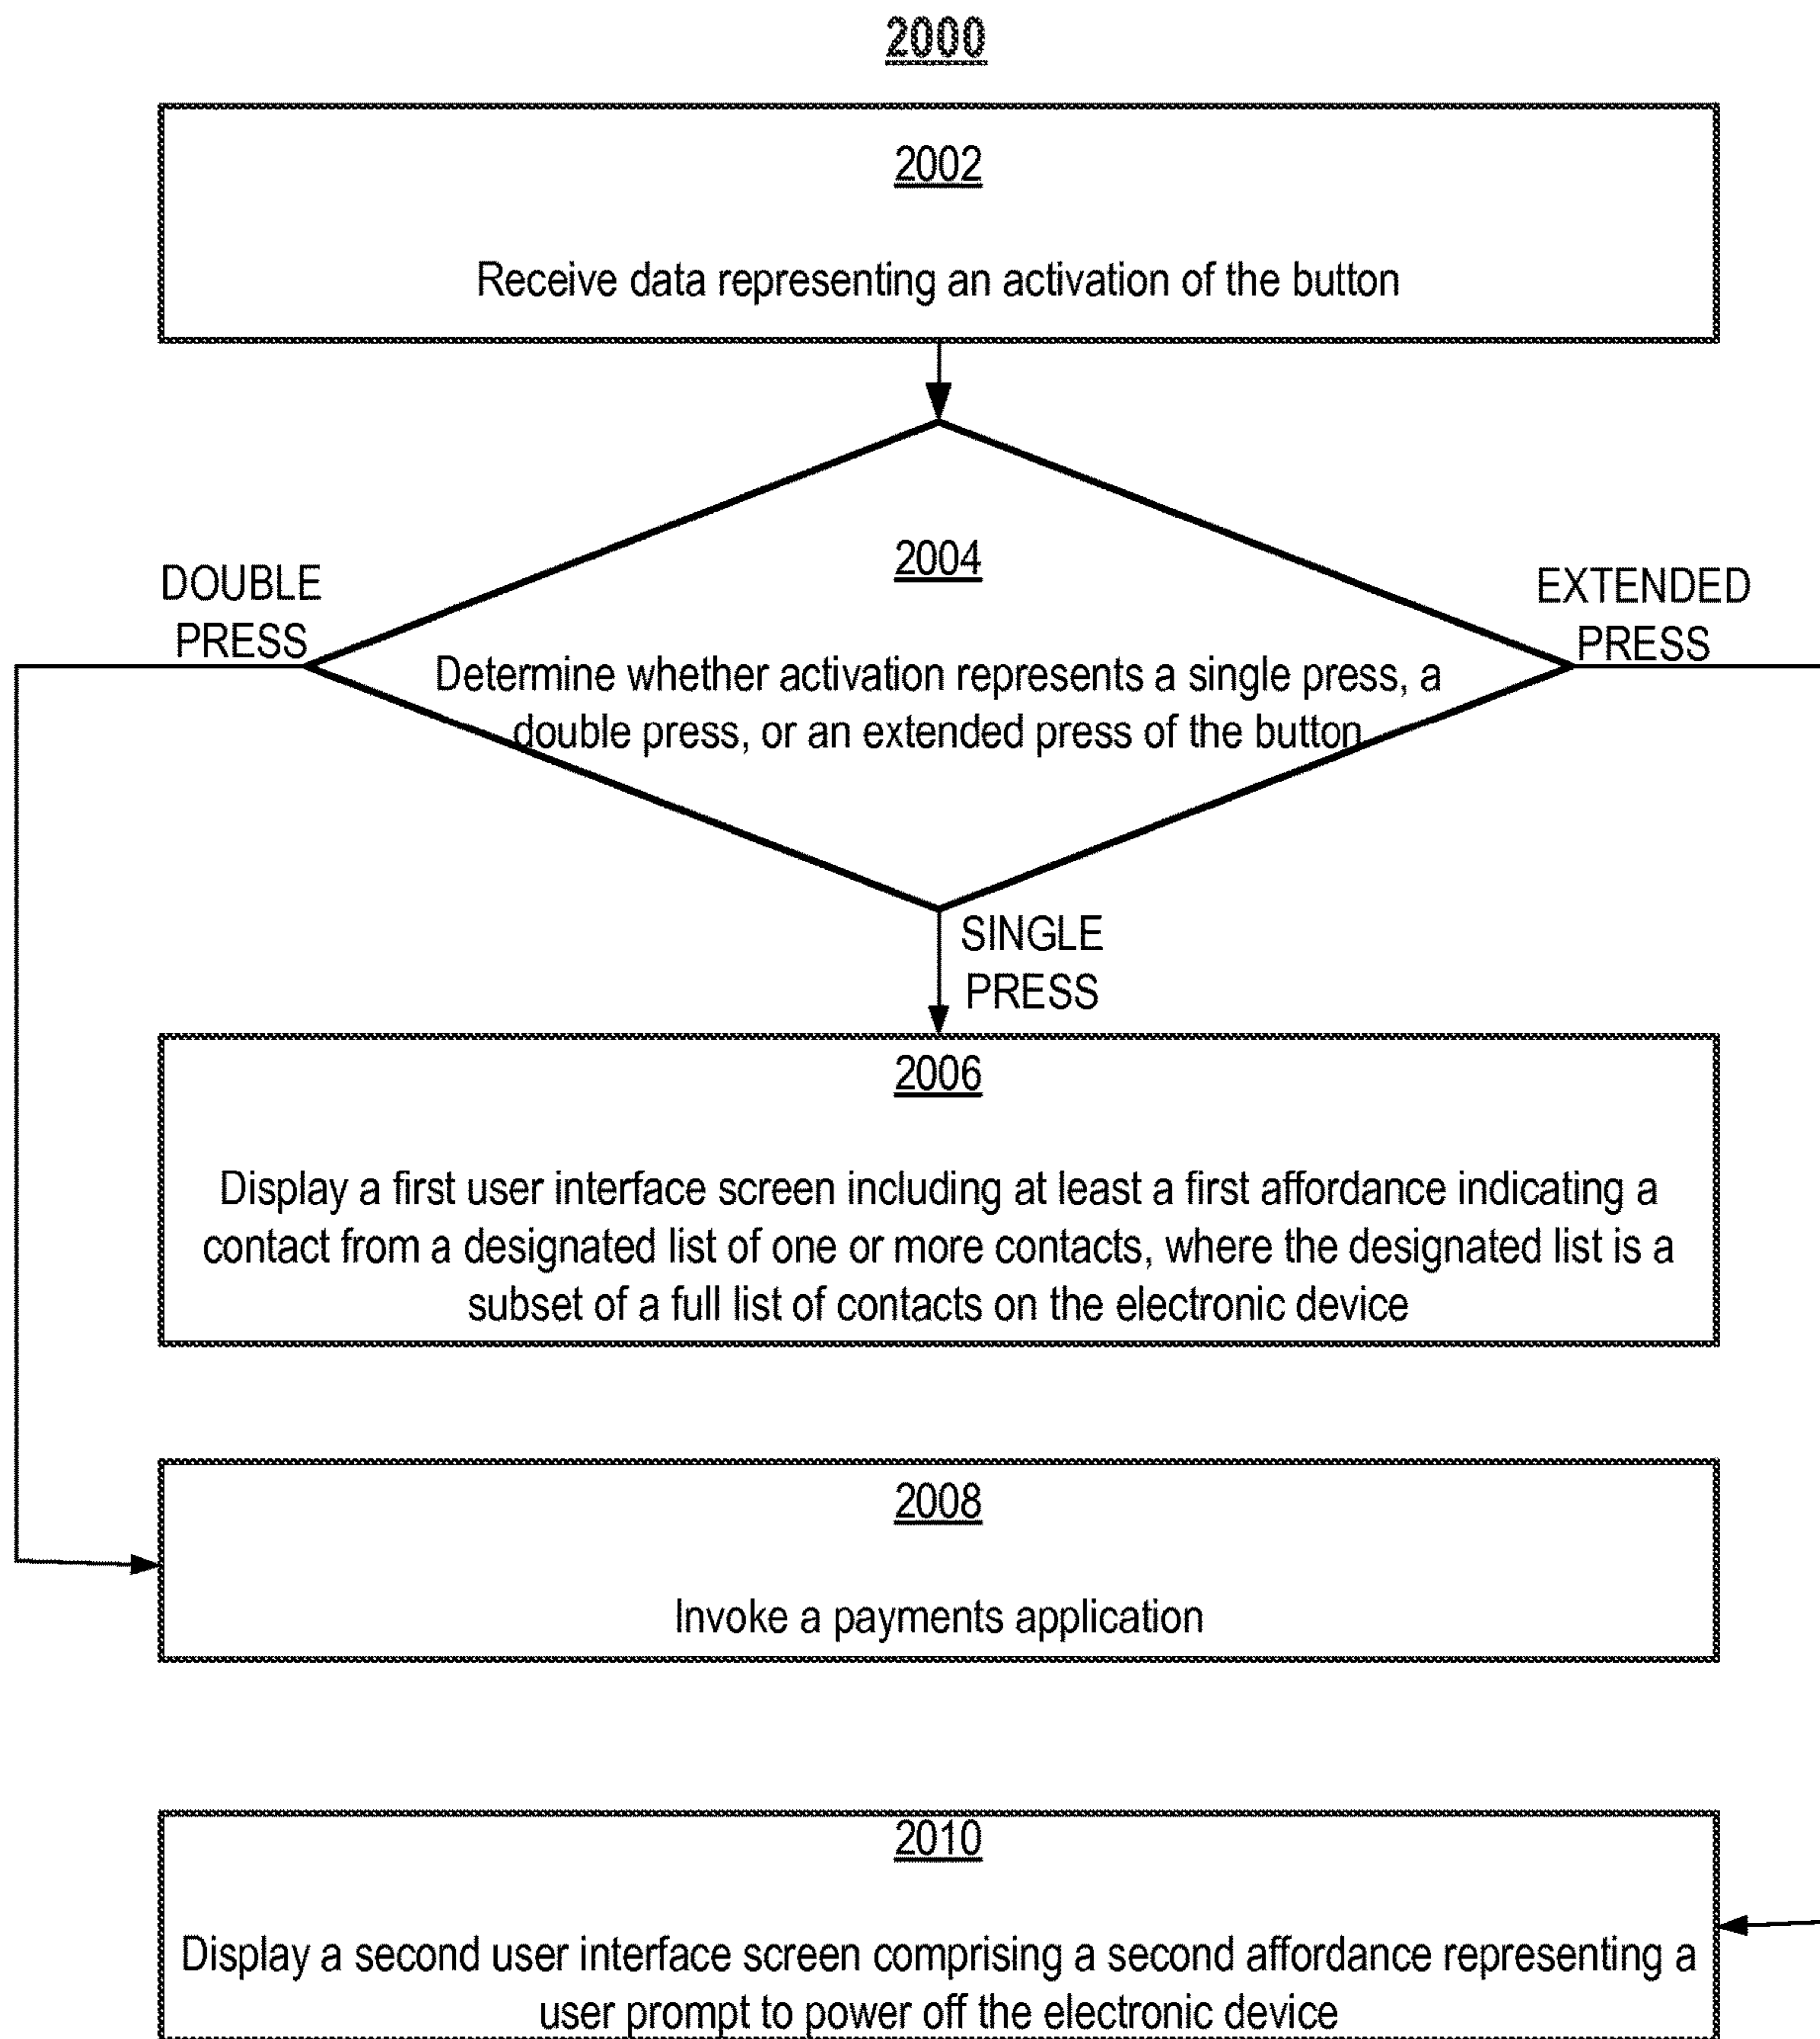 2000
2002
Receive data representing an activation of the button
2004
Determine whether activation represents a single press, a
double press, or an extended press of the button
DOUBLE
PRESS
EXTENDED
PRESS
SINGLE
PRESS
2006
Display a first user interface screen including at least a first affordance indicating a
contact from a designated list of one or more contacts, where the designated list is a
subset of a full list of contacts on the electronic device
2008
Invoke a payments application
2010
Display a second user interface screen comprising a second affordance representing a
user prompt to power off the electronic device